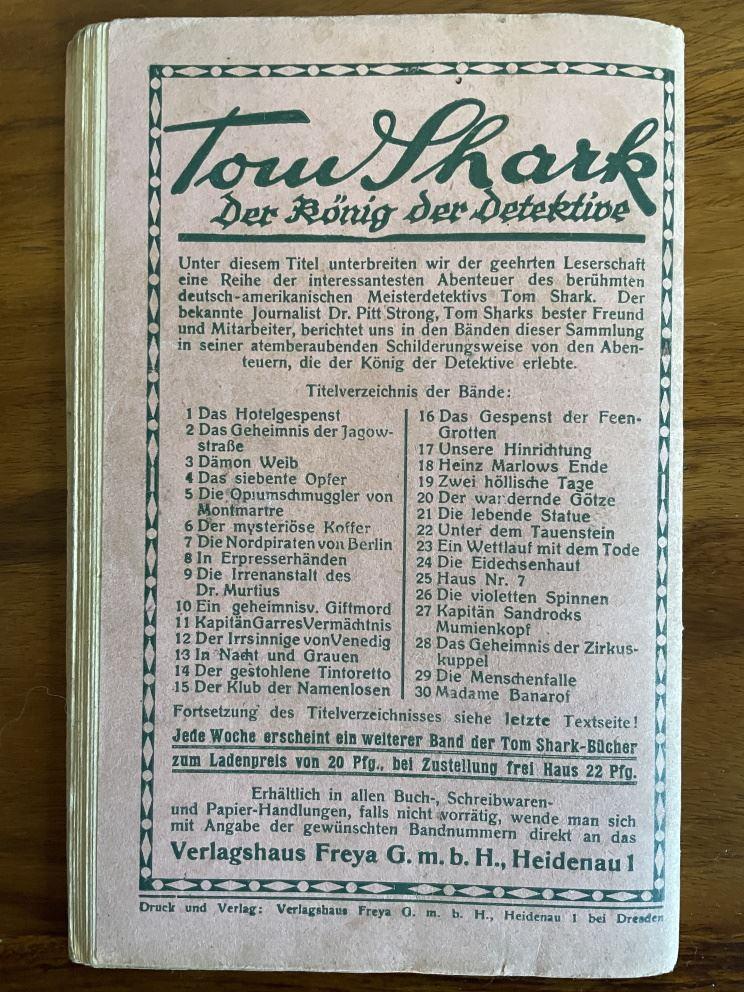 Tom Shark
Der König der Detektive
Unter diesem Titel unterbreiten wir der geehrten Leserschaft
eine Reihe der interessantesten Abenteuer des berühmten
deutsch-amerikanischen Meisterdetektivs Tom Shark. Der
bekannte Journalist Dr. Pitt Strong, Tom Sharks bester Freund
und Mitarbeiter, berichtet uns in den Bänden dieser Sammlung
in seiner atemberaubenden Schilderungsweise von den Aben-
teuern, die der König der Detektive erlebte.
Titelverzeichnis der Bände:
1 Das Hotelgespenst
2 Das Geheimnis der Jagow-
straße
3 Dämon Weib
4 Das siebente Opfer
5 Die Opiumschmuggler von
Montmartre
6 Der mysteriöse Koffer
7 Die Nordpiraten von Berlin
8 In Erpresserhänden
9 Die Irrenanstalt des
Dr. Murtius
10 Ein geheimnisv. Giftmord
11 Kapitän Garres Vermächtnis
12 Der Irrsinnige von Venedig
13 In Nacht und Grauen
14 Der gestohlene Tintoretto
15 Der Klub der Namenlosen
16 Das Gespenst der Feen-
Grotten
17 Unsere Hinrichtung
18 Heinz Marlows Ende
19 Zwei höllische Tage
20 Der wandernde Götze
21 Die lebende Statue
22 Unter dem Tauenstein
23 Ein Wettlauf mit dem Tode
24 Die Eidechsenhaut
25 Haus Nr. 7
26 Die violetten Spinnen
27 Kapitän Sandrocks
Mumienkopf
28 Das Geheimnis der Zirkus-
kuppel
29 Die Menschenfalle
30 Madame Banarof
Fortsetzung des Titelverzeichnisses siehe letzte Textseite!
Jede Woche erscheint ein weiterer Band der Tom Shark-Bücher
zum Ladenpreis von 20 Pfg., bei Zustellung frei Haus 22 Pfg.
Erhältlich in allen Buch-, Schreibwaren-
und Papier-Handlungen, falls nicht vorrätig, wende man sich
mit Angabe der gewünschten Bandnummern direkt an das
Verlagshaus Freya G. m. b. H., Heidenau 1
Druck und Verlag: Verlagshaus Freya G. m. b. H., Heidenau 1 bei Dresden